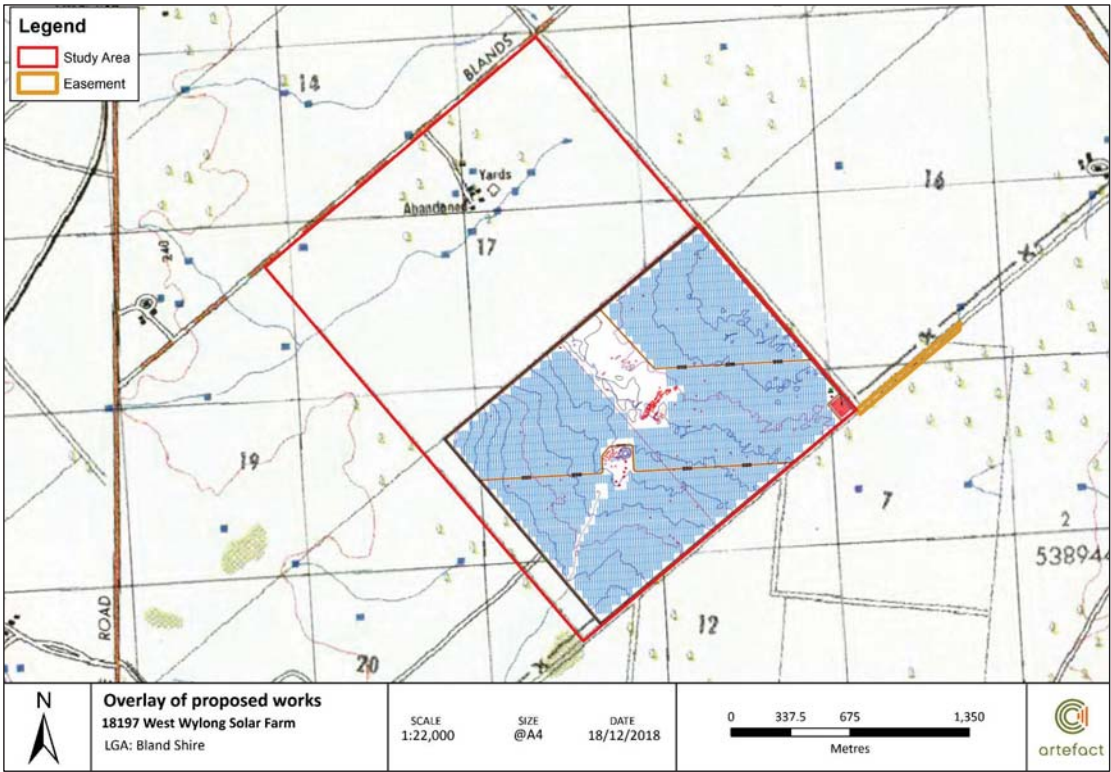 Legend
Study Area
Easement
BLANDS
14
Yards
Abandoned
16
17
240
19
7
2
538944
ROAD
12
20
N
Overlay of proposed works
18197 West Wylong Solar Farm
LGA: Bland Shire
SCALE
1:22,000
SIZE
@A4
DATE
18/12/2018
0 337.5 675 1,350
Metres
artefact